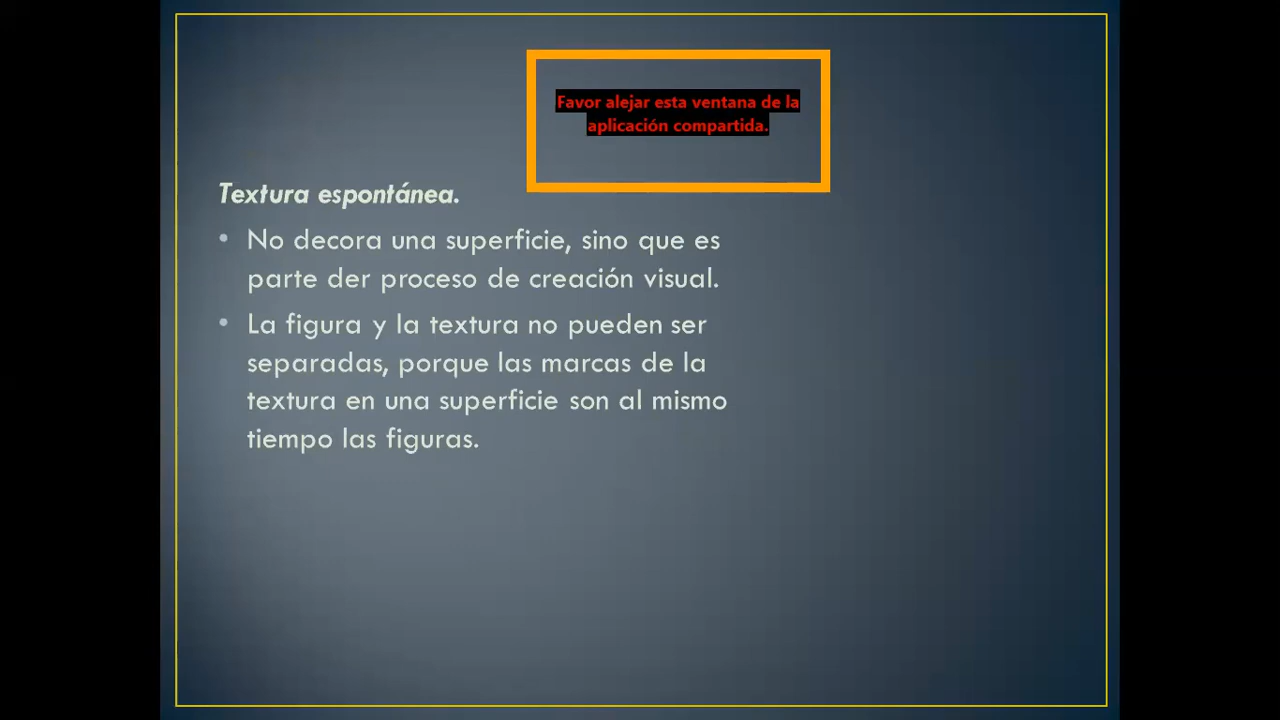 Favor alejar esta ventana de la
aplicación compartida.
Textura espontánea.
• No decora una superficie, sino que es
parte der proceso de creación visual.
• La figura y la textura no pueden ser
separadas, porque las marcas de la
textura en una superficie son al mismo
tiempo las figuras.